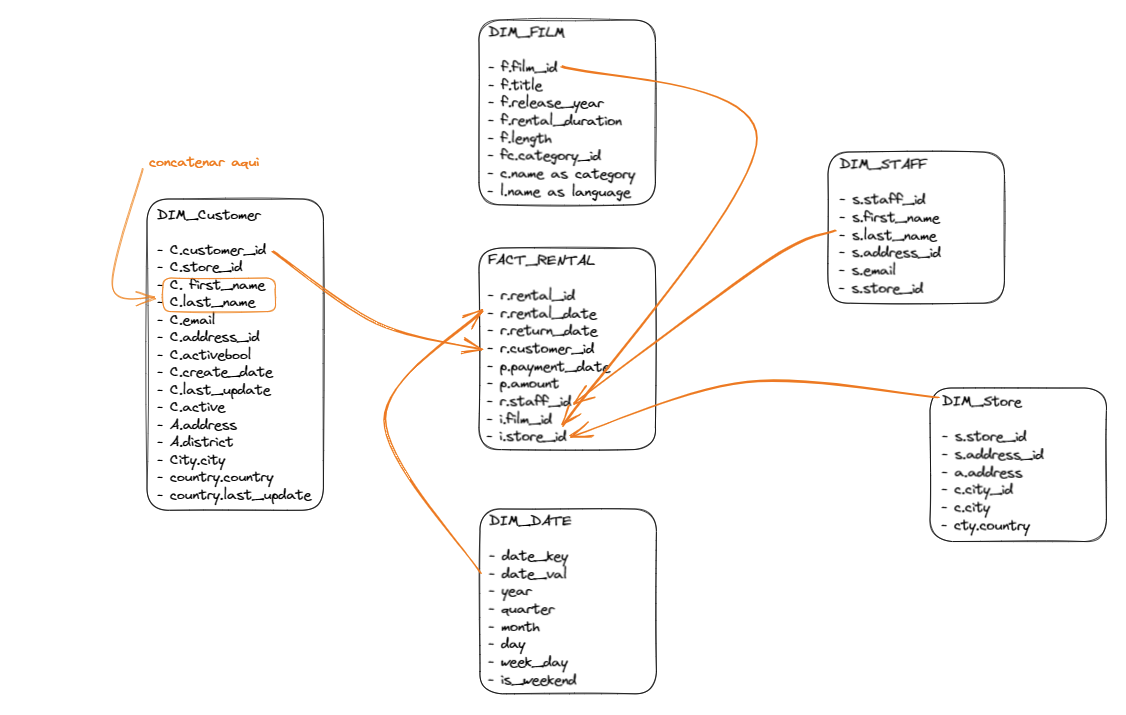 DIM_FILM
- f.film_id
- f.title
- f.release_year
- f.rental_duration
- f.length
- fc.category_id
- c.name as category
- l.name as language
concatenar aqui
DIM_Customer
- C.customer_id
- C.store_id
- C. first_name
- C.last_name
- C.email
- C.address_id
- C.activebool
- C.create_date
- C.last_update
- C.active
- A.address
- A.district
- City.city
- country.country
- country.last_update
FACT_RENTAL
- r.rental_id
- r.rental_date
- r.return_date
- r.customer_id
- p.payment_date
- p.amount
- r.staff_id
- i.film_id
- i.store_id
DIM_STAFF
- s.staff_id
- s.first_name
- s.last_name
- s.address_id
- s.email
- s.store_id
DIM_Store
- s.store_id
- s.address_id
- a.address
- c.city_id
- c.city
- cty.country
DIM_DATE
- date_key
- date_val
- year
- quarter
- month
- day
- week_day
- is_weekend